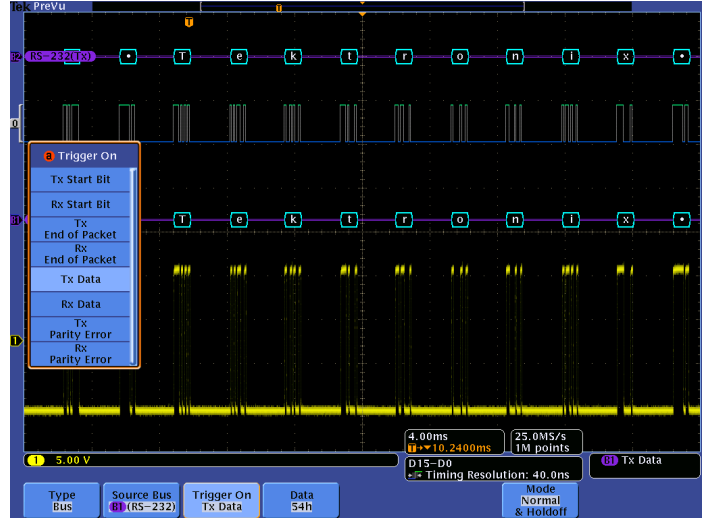 Tek PreVu
T
T
B2 RS-232(Tx) • T e k t r o n i x •
0
a Trigger On
Tx Start Bit
Rx Start Bit
Tx
End of Packet
Rx
End of Packet
Tx Data
Rx Data
Tx
Parity Error
Rx
Parity Error
B1 T e k t r o n i x •
1
4.00ms
T→▼10.2400ms
25.0MS/s
1M points
1 5.00 V
D15-D0
Timing Resolution: 40.0ns
B1 Tx Data
Type
Bus
Source Bus
B1 (RS-232)
Trigger On
Tx Data
Data
54h
Mode
Normal
& Holdoff